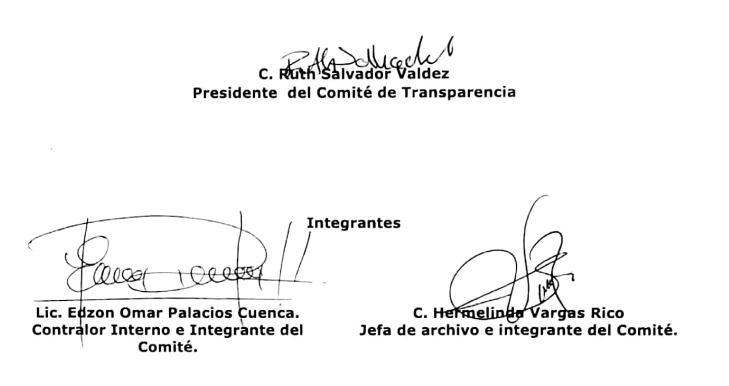 C. Ruth Salvador Valdez
Presidente del Comité de Transparencia
Integrantes
Lic. Edzon Omar Palacios Cuenca.
Contralor Interno e Integrante del
Comité.
C. Hermelinda Vargas Rico
Jefa de archivo e integrante del Comité.